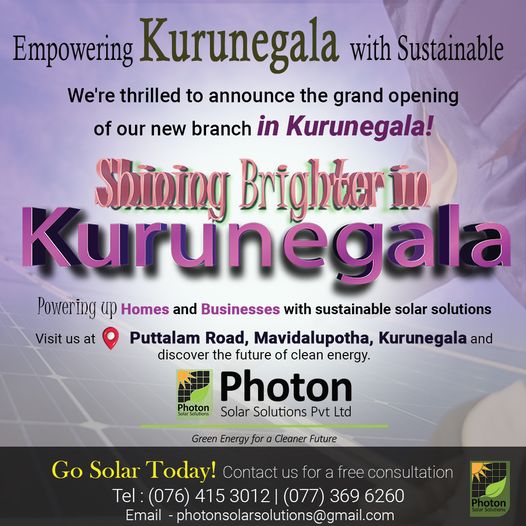 Empowering Kurunegala with Sustainable
We're thrilled to announce the grand opening
of our new branch in Kurunegala!
Shining Brighter in
Kurunegala
Powering up Homes and Businesses with sustainable solar solutions
Visit us at Puttalam Road, Mavidalupotha, Kurunegala and
discover the future of clean energy.
Photon
Solar Solutions
Photon
Solar Solutions Pvt Ltd
Green Energy for a Cleaner Future
Go Solar Today! Contact us for a free consultation
Tel : (076) 415 3012 | (077) 369 6260
Email - photonsolarsolutions@gmail.com
Photon
Solar Solutions